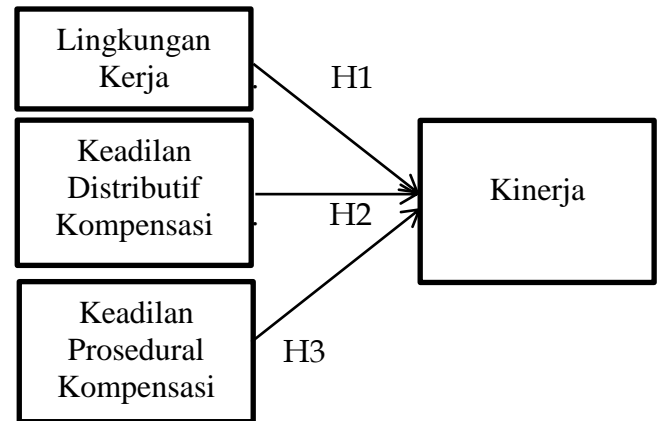 Lingkungan
Kerja
H1
Keadilan
Distributif
Kompensasi
H2
Kinerja
Keadilan
Prosedural
Kompensasi
H3